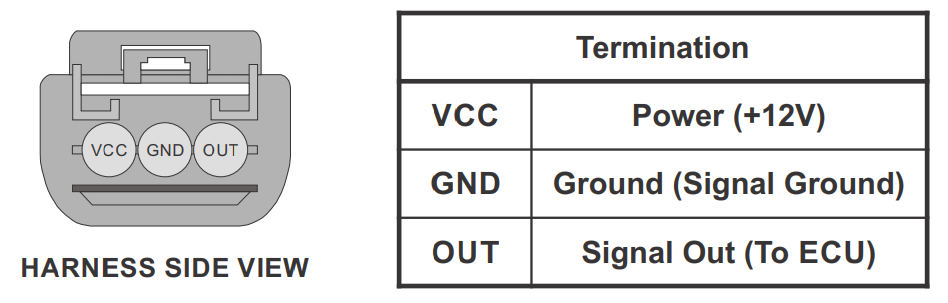 VCC GND OUT
HARNESS SIDE VIEW
Termination
VCC Power (+12V)
GND Ground (Signal Ground)
OUT Signal Out (To ECU)